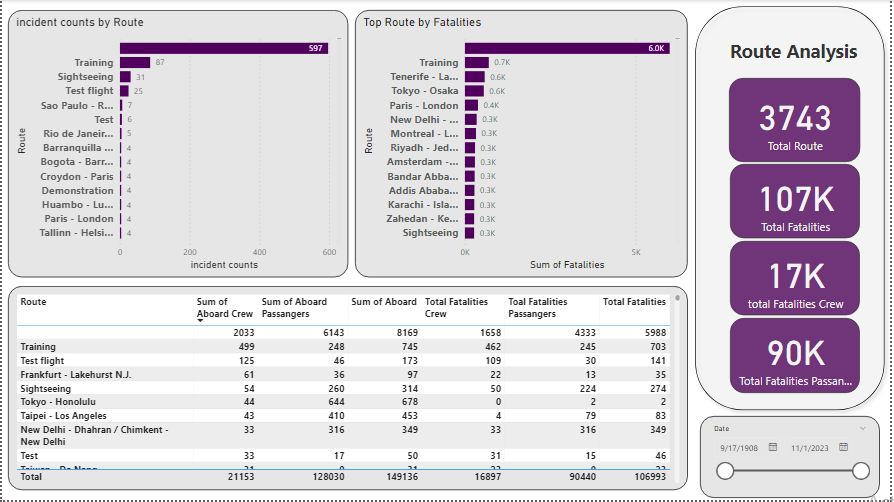 incident counts by Route
Route
597
Training 87
Sightseeing 31
Test flight 25
Sao Paulo - R... 7
Test 6
Rio de Janeir... 5
Barranquilla ... 4
Bogota - Barr... 4
Croydon - Paris 4
Demonstration 4
Huambo - Lu... 4
Paris - London 4
Tallinn - Helsi... 4
0 200 400 600
incident counts
Top Route by Fatalities
Route
6.0K
Training 0.7K
Tenerife - La... 0.6K
Tokyo - Osaka 0.6K
Paris - London 0.4K
New Delhi - ... 0.3K
Montreal - L... 0.3K
Riyadh - Jed... 0.3K
Amsterdam -... 0.3K
Bandar Abba... 0.3K
Addis Ababa... 0.3K
Karachi - Isla... 0.3K
Zahedan - Ke... 0.3K
Sightseeing 0.3K
0K 5K
Sum of Fatalities
Route Analysis
3743
Total Route
107K
Total Fatalities
17K
total Fatalities Crew
90K
Total Fatalities Passan...
Route Sum of Aboard Crew Sum of Aboard Passengers Sum of Aboard Total Fatalities Crew Toal Fatalities Passengers Total Fatalities
2033 6143 8169 1658 4333 5988
Training 499 248 745 462 245 703
Test flight 125 46 173 109 30 141
Frankfurt - Lakehurst N.J. 61 36 97 22 13 35
Sightseeing 54 260 314 50 224 274
Tokyo - Honolulu 44 644 678 0 2 2
Taipei - Los Angeles 43 410 453 4 79 83
New Delhi - Dhahran / Chimkent - 33 316 349 33 316 349
New Delhi
Test 33 17 50 31 15 46
Total 21153 128030 149136 16897 90440 106993
Date
9/17/1908 11/1/2023